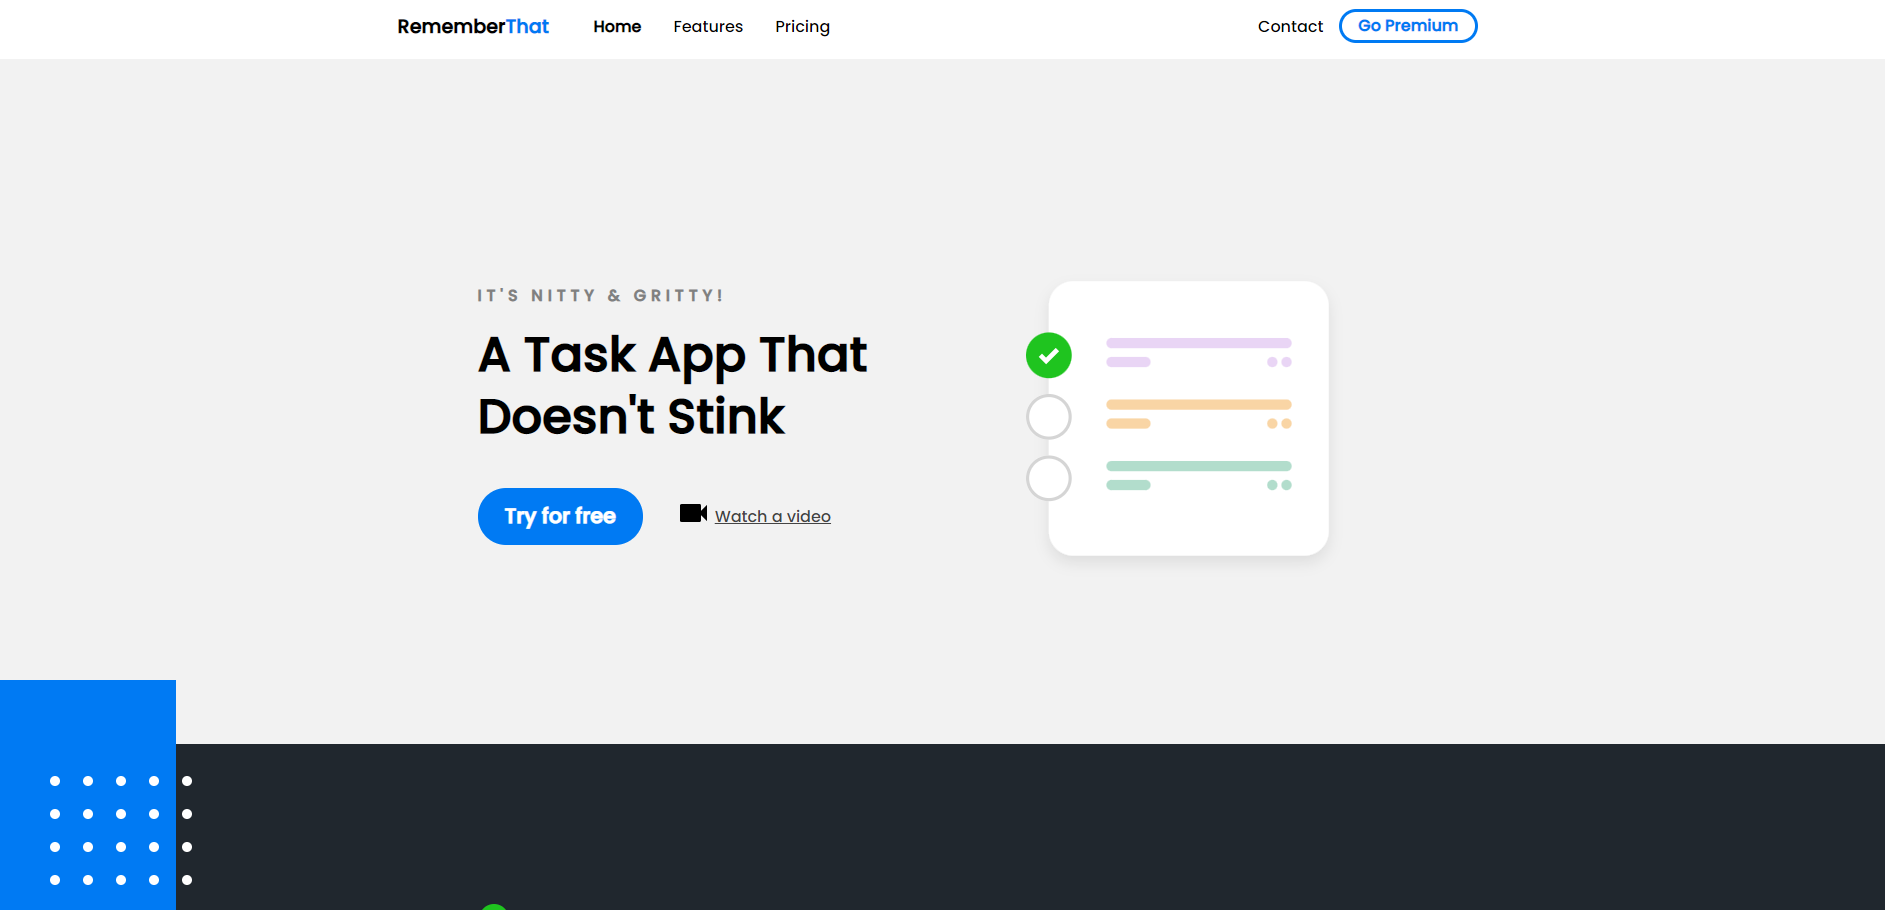 RememberThat Home Features Pricing Contact Go Premium
IT'S NITTY & GRITTY!
A Task App That
Doesn't Stink
Try for free Watch a video